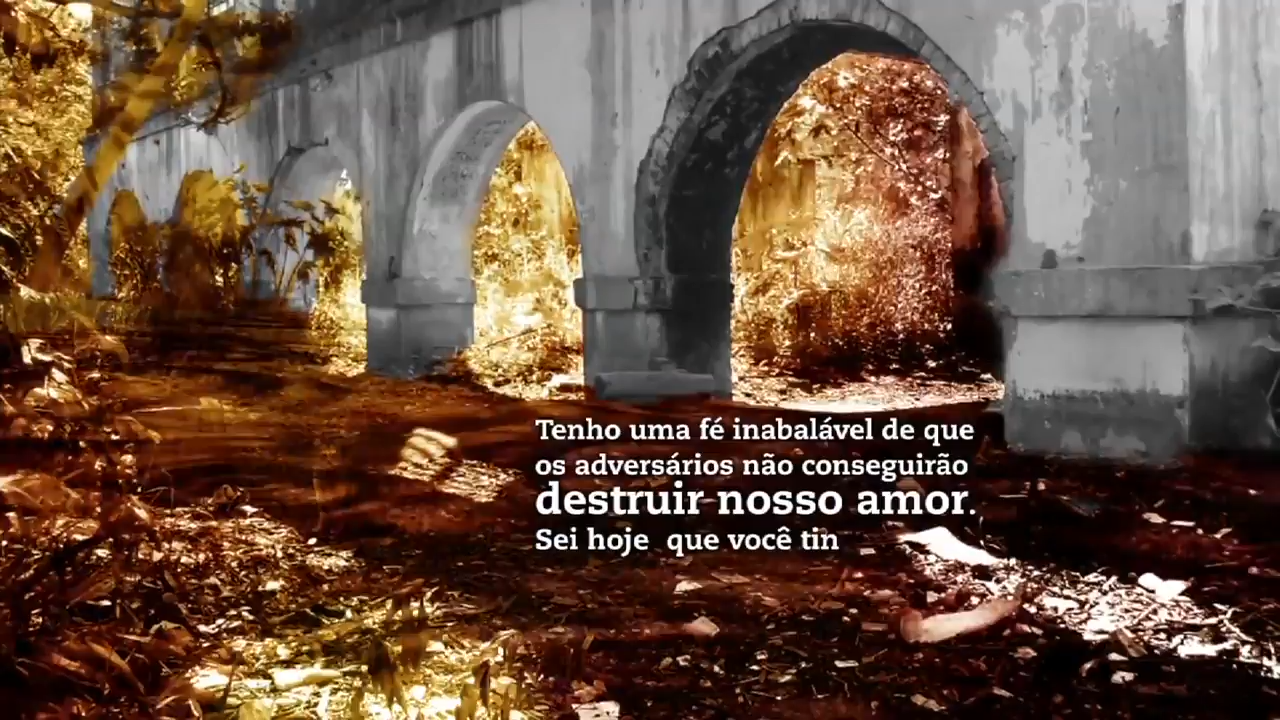 Tenho uma fé inabalável de que
os adversários não conseguirão
destruir nosso amor.
Sei hoje  que você tin